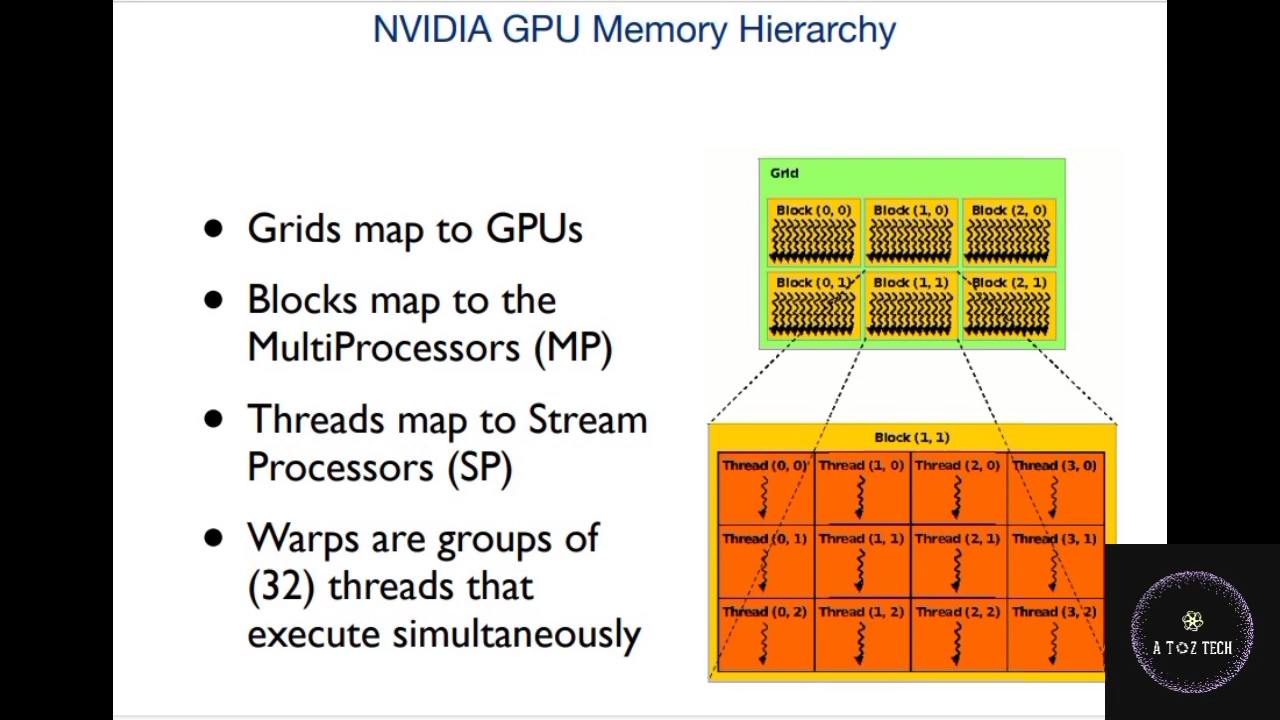 NVIDIA GPU Memory Hierarchy
• Grids map to GPUs
• Blocks map to the
MultiProcessors (MP)
• Threads map to Stream
Processors (SP)
• Warps are groups of
(32) threads that
execute simultaneously
Grid
Block (0, 0) Block (1, 0) Block (2, 0)
Block (0, 1) Block (1, 1) Block (2, 1)
Block (1, 1)
Thread (0, 0) Thread (1, 0) Thread (2, 0) Thread (3, 0)
Thread (0, 1) Thread (1, 1) Thread (2, 1) Thread (3, 1)
Thread (0, 2) Thread (1, 2) Thread (2, 2) Thread (3, 2)
A TOZ TECH